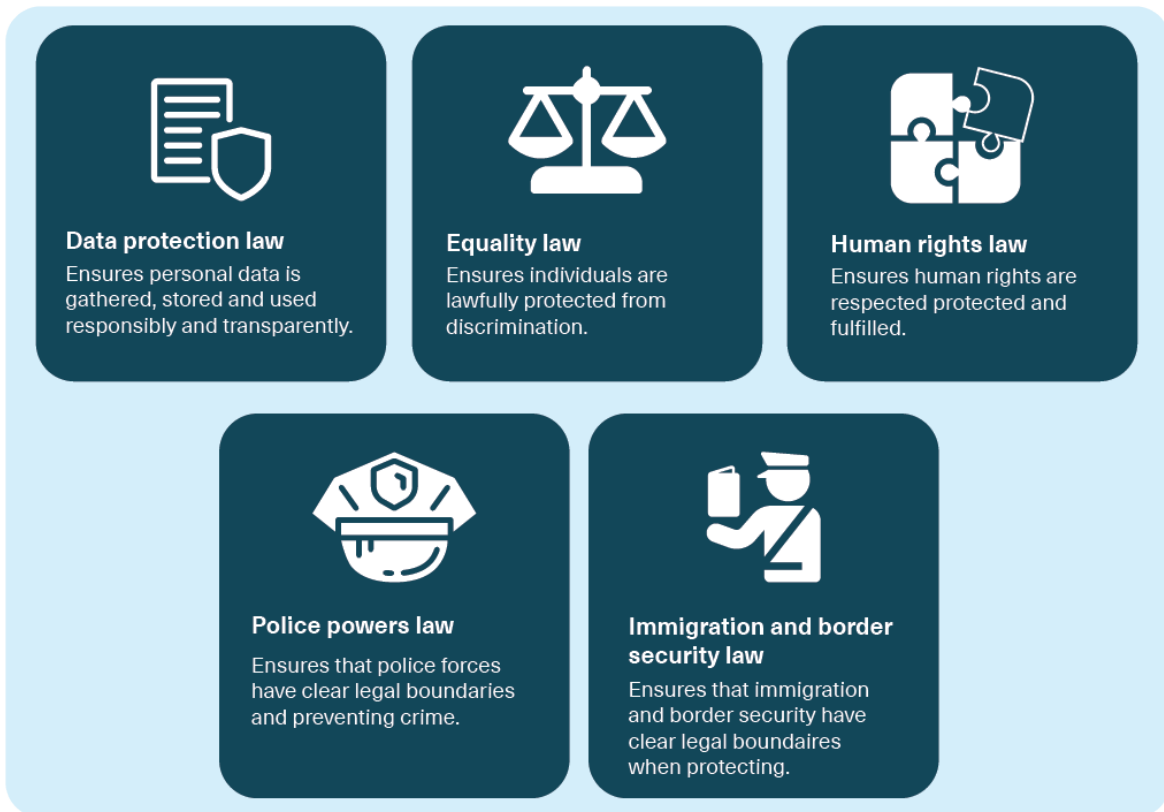 Data protection law
Ensures personal data is
gathered, stored and used
responsibly and transparently.
Equality law
Ensures individuals are
lawfully protected from
discrimination.
Human rights law
Ensures human rights are
respected protected and
fulfilled.
Police powers law
Ensures that police forces
have clear legal boundaries
and preventing crime.
Immigration and border
security law
Ensures that immigration
and border security have
clear legal boundaires
when protecting.